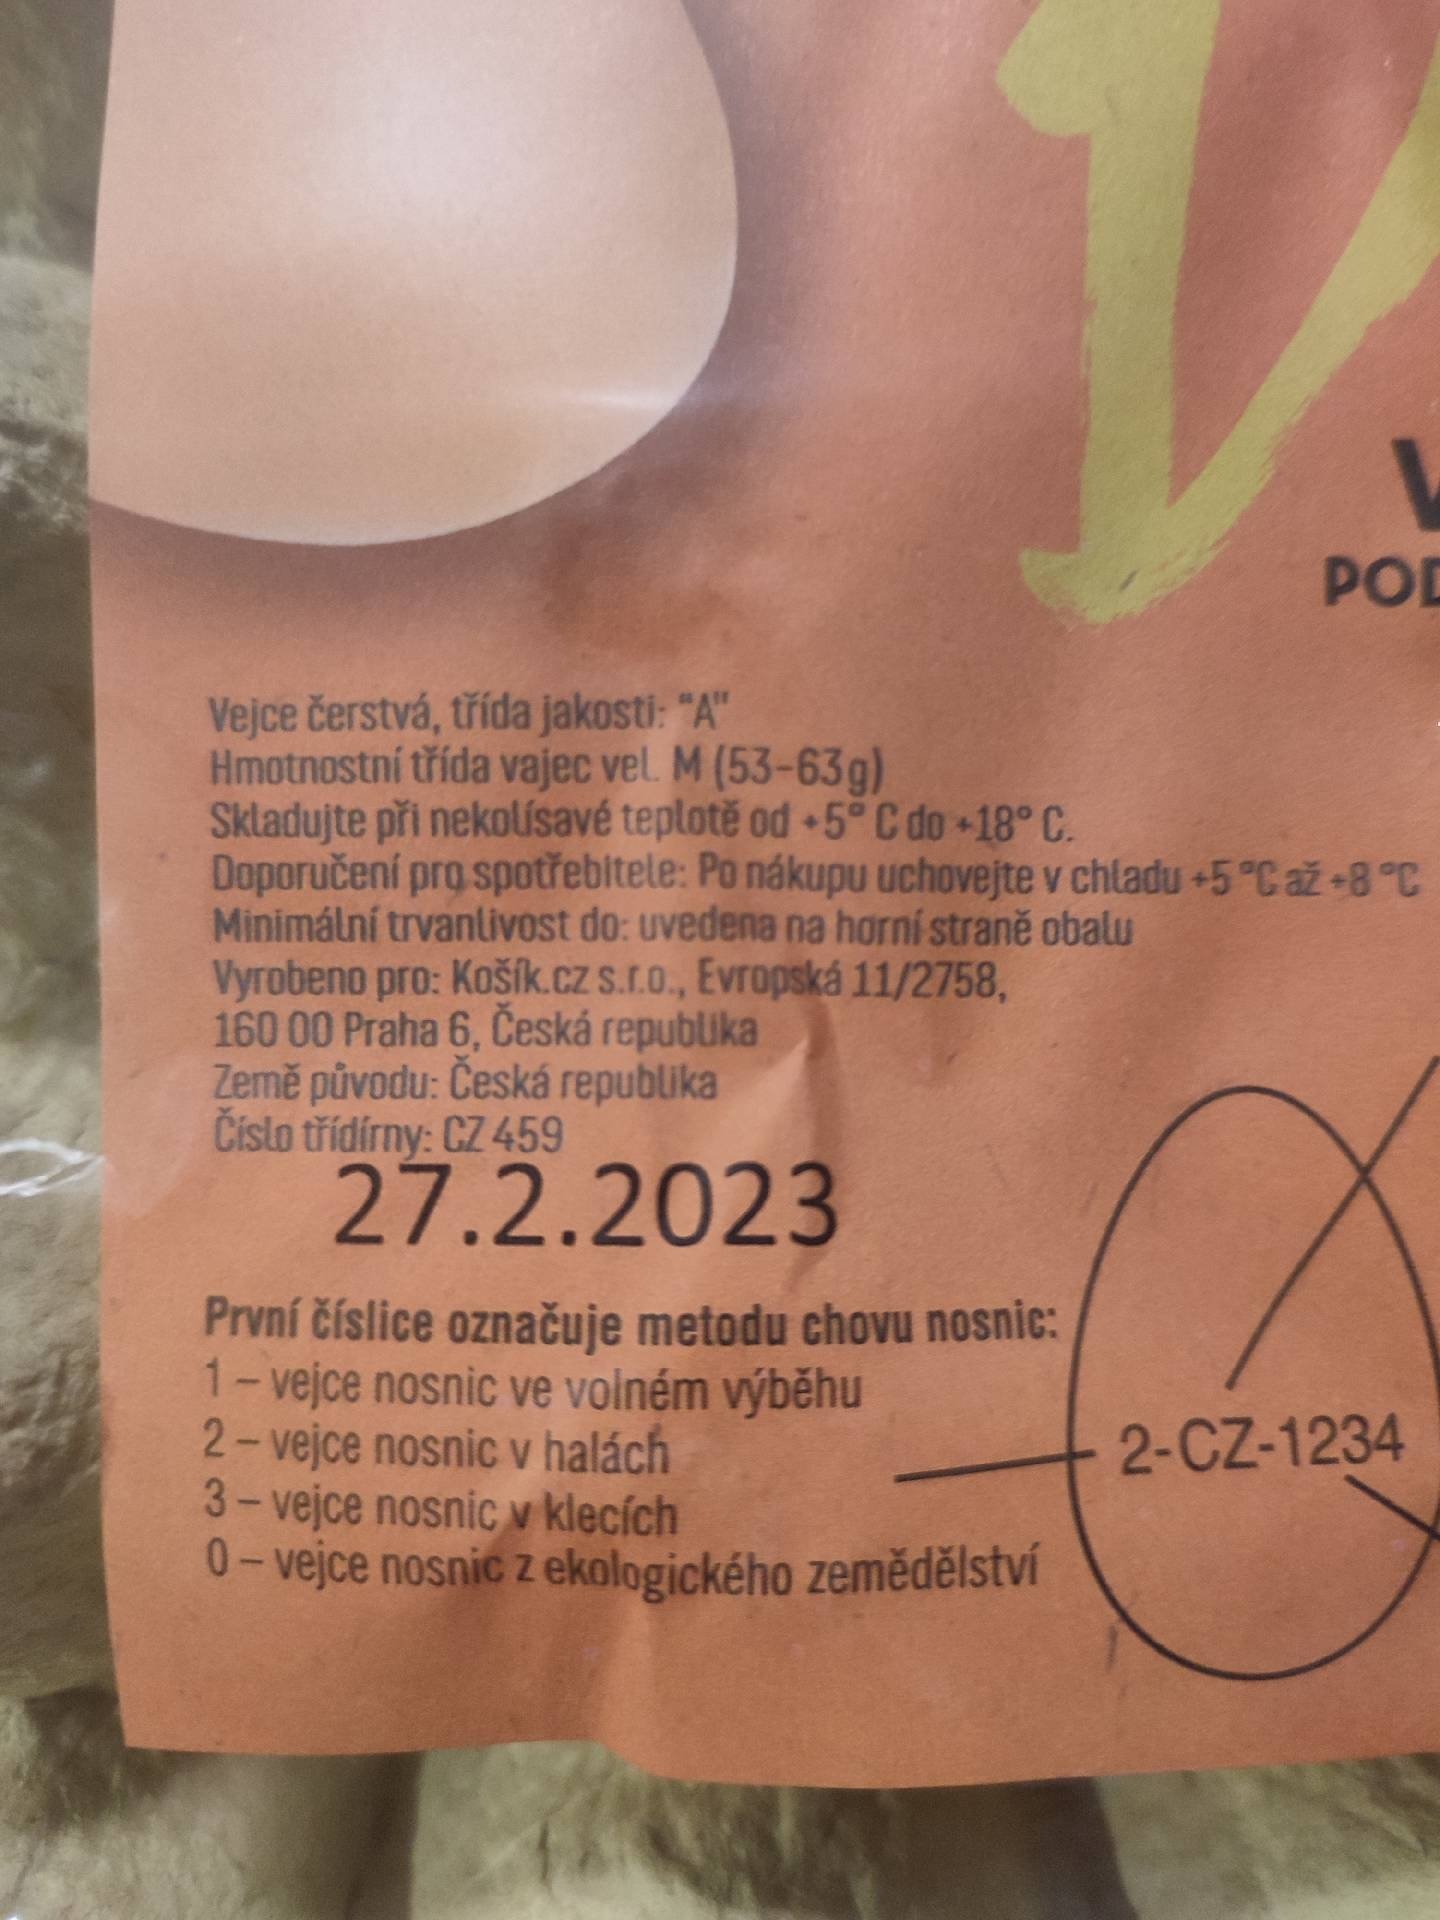 Vejce čerstvá, třída jakosti: "A"
Hmotnostní třída vajec vel. M (53-63g)
Skladujte při nekolísavé teplotě od +5° C do +18° C.
Doporučení pro spotřebitele: Po nákupu uchovejte v chladu +5 °C až +8 °C
Minimální trvanlivost do: uvedena na horní straně obalu
Vyrobeno pro: Košík.cz s.r.o., Evropská 11/2758,
160 00 Praha 6, Česká republika
Země původu: Česká republika
Číslo třídírny: CZ 459
27.2.2023
První číslice označuje metodu chovu nosnic:
1 – vejce nosnic ve volném výběhu
2 – vejce nosnic v halách
3 – vejce nosnic v klecích
0 – vejce nosnic z ekologického zemědělství
2-CZ-1234